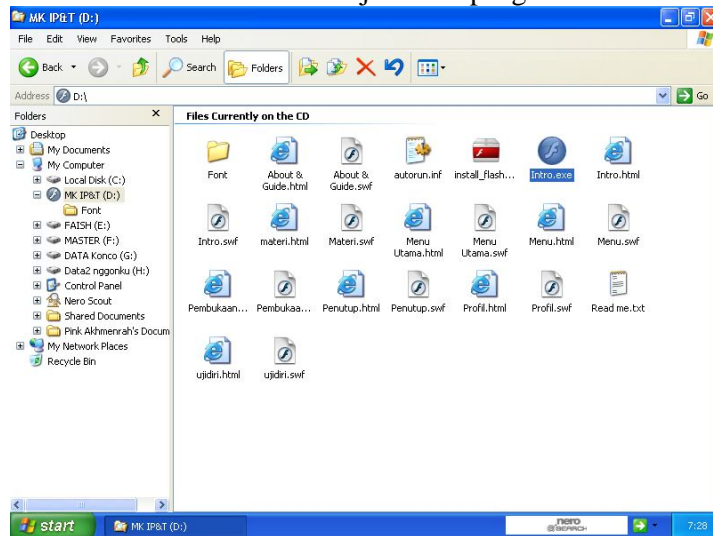 MK IP&T (D:)
File Edit View Favorites Tools Help
Back Search Folders
Address D:\ Go
Folders
Files Currently on the CD
Desktop
My Documents
My Computer
Local Disk (C:)
MK IP&T (D:)
Font
FAISH (E:)
MASTER (F:)
DATA Konco (G:)
Data2 nggonku (H:)
Control Panel
Nero Scout
Shared Documents
Pink Akhmenrah's Docum
My Network Places
Recycle Bin
Font
About &
Guide.html
About &
Guide.swf
autorun.inf
install_flash...
Intro.exe
Intro.html
Intro.swf
materi.html
Materi.swf
Menu
Utama.html
Menu
Utama.swf
Menu.html
Menu.swf
Pembukaan...
Pembukaa...
Penutup.html
Penutup.swf
Profil.html
Profil.swf
Read me.txt
ujidiri.html
ujidiri.swf
start
MK IP&T (D:)
nero
SEARCH
7:28